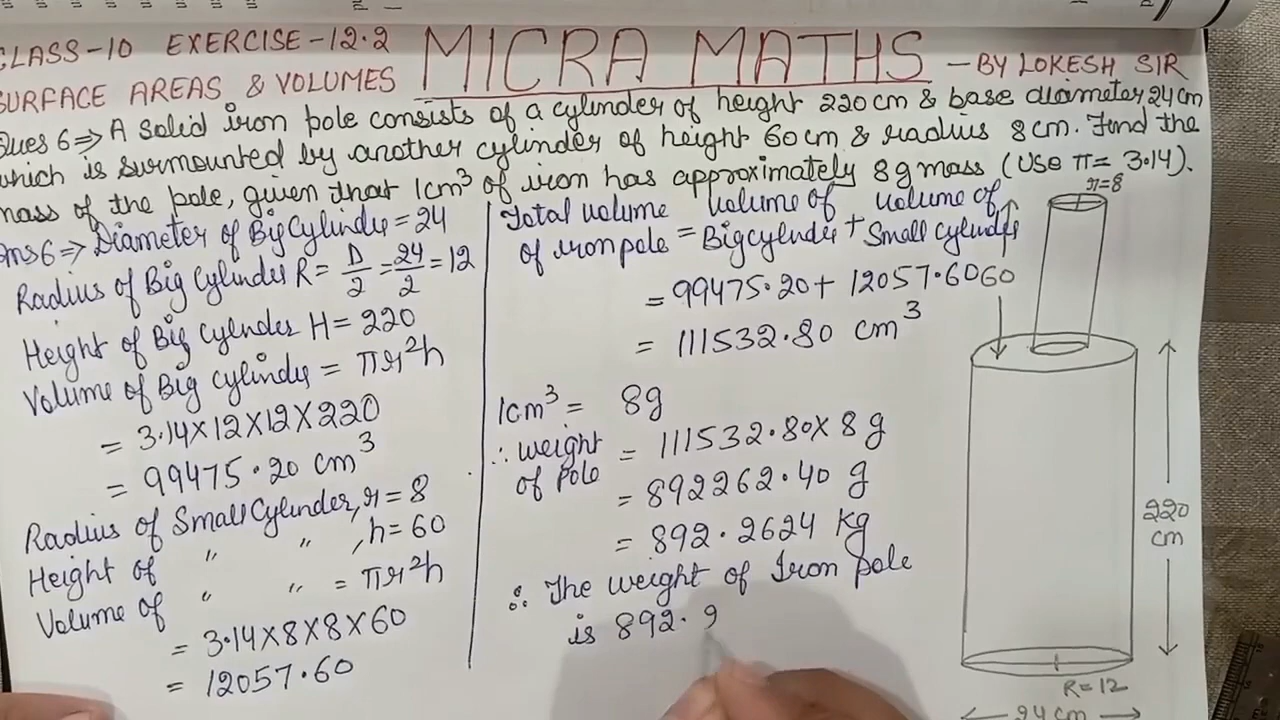 CLASS-10 EXERCISE-12.2
SURFACE AREAS & VOLUMES
MICRA MATHS
- BY LOKESH SIR
Ques 6 ⇒ A solid iron pole consists of a cylinder of height 220 cm & base diameter 24 cm
which is surmounted by another cylinder of height 60 cm & radius 8 cm. Find the
mass of the pole, given that 1cm³ of iron has approximately 8g mass (Use π = 3.14).
Ans 6 ⇒ Diameter of Big Cylinder = 24
Radius of Big Cylinder R = D/2 = 24/2 = 12
Height of Big Cylinder H = 220
Volume of Big Cylinder = πr²h
= 3.14×12×12×220
= 99475.20 cm³
Radius of Small Cylinder, r = 8
Height of " " , h = 60
Volume of " " = πr²h
= 3.14×8×8×60
= 12057.60
Total volume of iron pole = Volume of Big cylinder + Volume of Small cylinder
= 99475.20 + 12057.60
= 111532.80 cm³
1cm³ = 8g
∴ weight of Pole = 111532.80 × 8 g
= 892262.40 g
= 892.2624 Kg
∴ The weight of Iron pole
is 892.
r=8
60
220
cm
R=12
24 cm